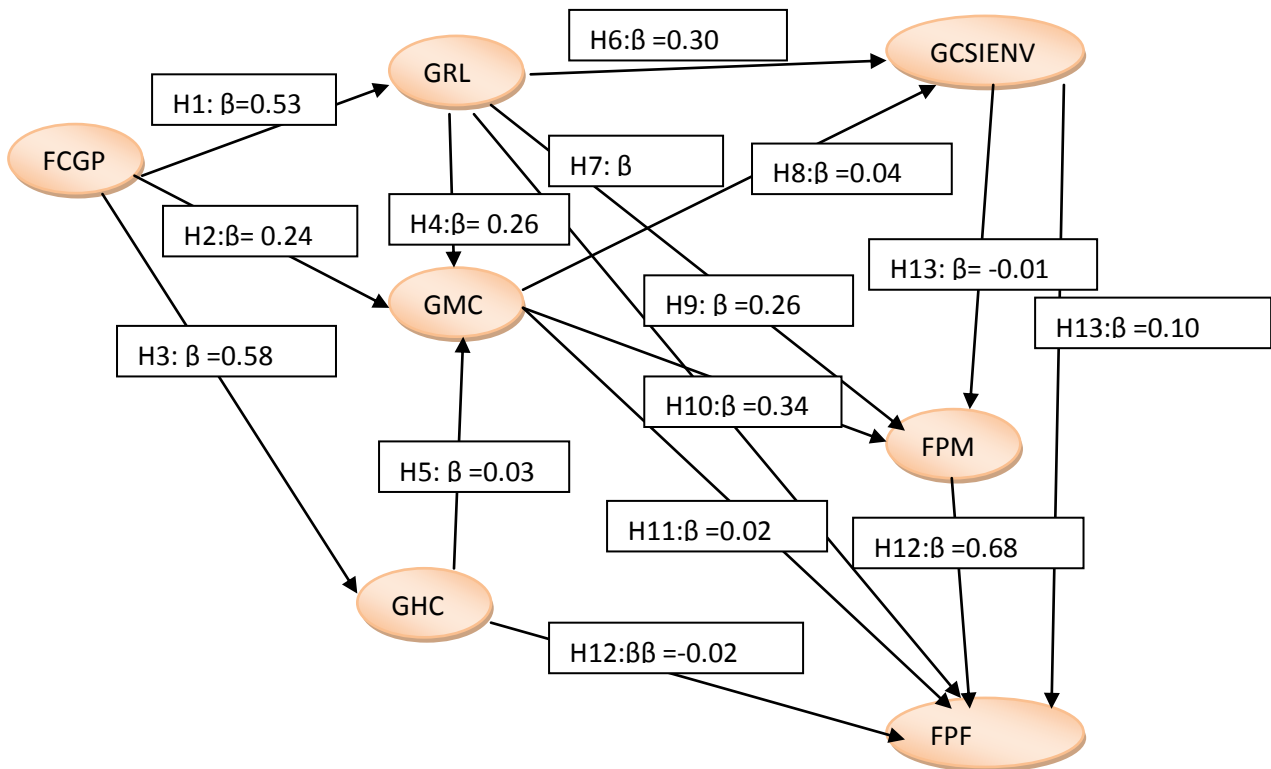 H6:β =0.30
GCSIENV
GRL
H1: β=0.53
FCGP
H7: β
H8:β =0.04
H2:β= 0.24
H4:β= 0.26
H13: β= -0.01
GMC
H9: β =0.26
H13:β =0.10
H3: β =0.58
H10:β =0.34
FPM
H5: β =0.03
H11:β =0.02
H12:β =0.68
GHC
H12:ββ =-0.02
FPF